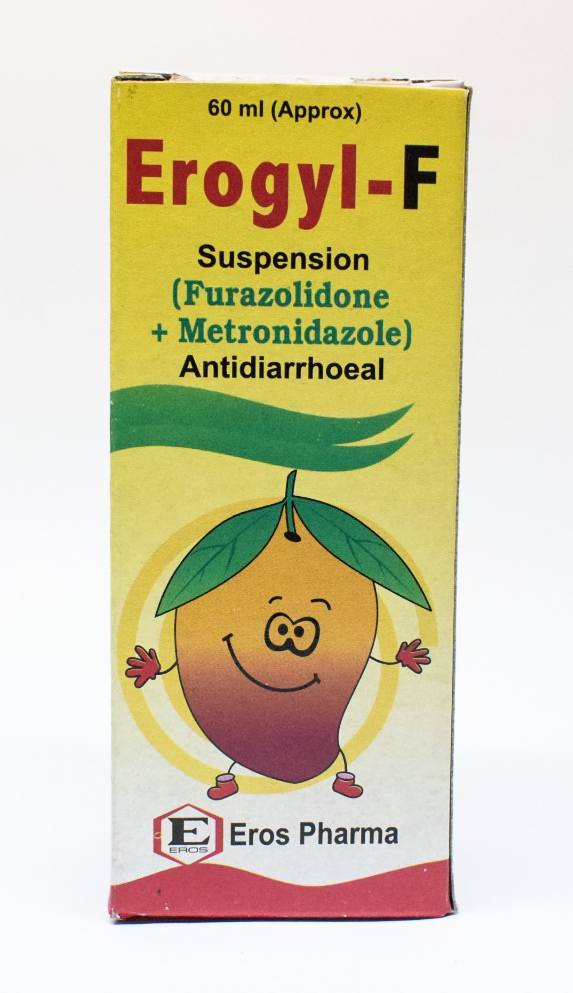 60 ml (Approx)
Erogyl-F
Suspension
(Furazolidone
+ Metronidazole)
Antidiarrhoeal
E
EROS
Eros Pharma